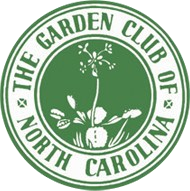 THE GARDEN CLUB OF
NORTH CAROLINA